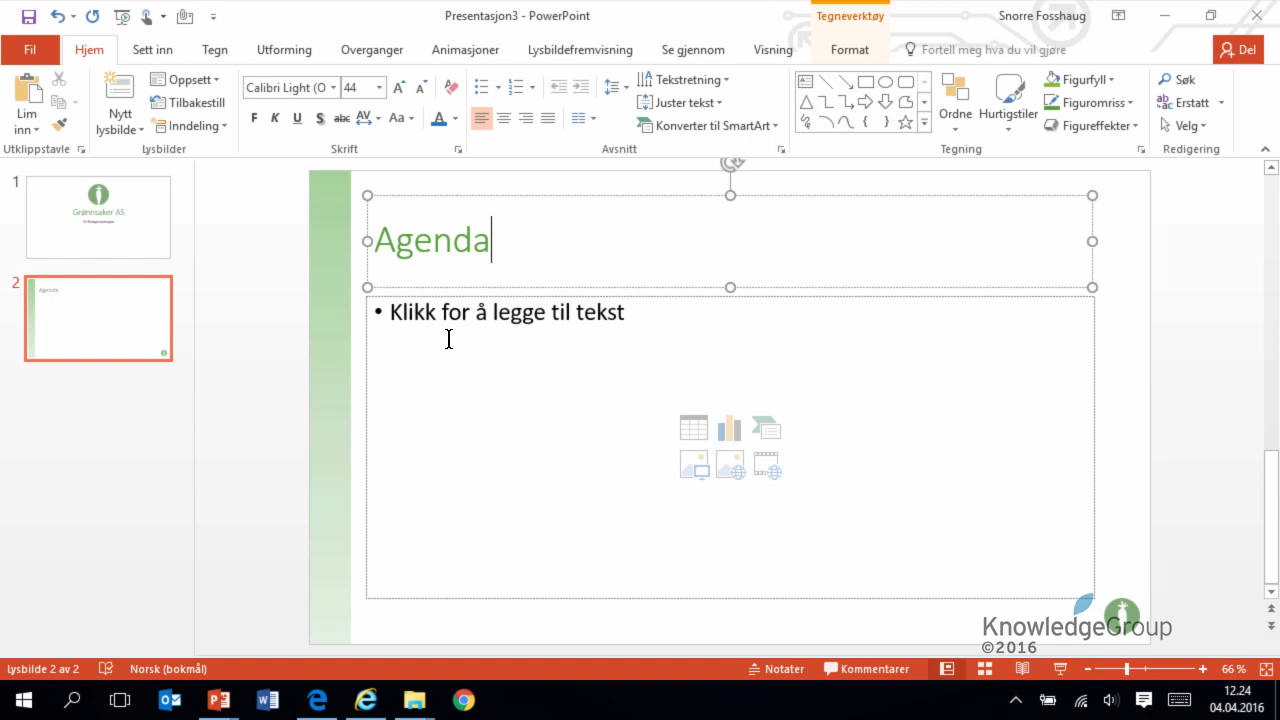 Presentasjon3 - PowerPoint
Tegneverktøy
Snorre Fosshaug
Fil
Hjem
Sett inn
Tegn
Utforming
Overganger
Animasjoner
Lysbildefremvisning
Se gjennom
Visning
Format
Fortell meg hva du vil gjøre
Del
Lim inn
Utklippstavle
Nytt lysbilde
Oppsett
Tilbakestill
Inndeling
Lysbilder
Calibri Light (O
44
F K U S abc AV Aa A
Skrift
Tekstretning
Juster tekst
Konverter til SmartArt
Avsnitt
Ordne
Hurtigstiler
Figurfyll
Figuromriss
Figureffekter
Tegning
Søk
Erstatt
Velg
Redigering
1
Grønnsaker AS
2
Agenda
Agenda
• Klikk for å legge til tekst
KnowledgeGroup
©2016
Lysbilde 2 av 2
Norsk (bokmål)
Notater
Kommentarer
66 %
12.24
04.04.2016